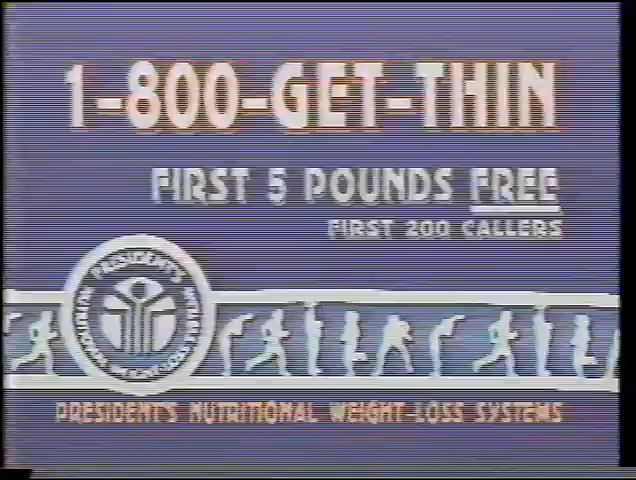 1-800-GET-THIN
FIRST 5 POUNDS FREE
FIRST 200 CALLERS
PRESIDENT'S
PRESIDENT'S NUTRITIONAL WEIGHT-LOSS SYSTEMS